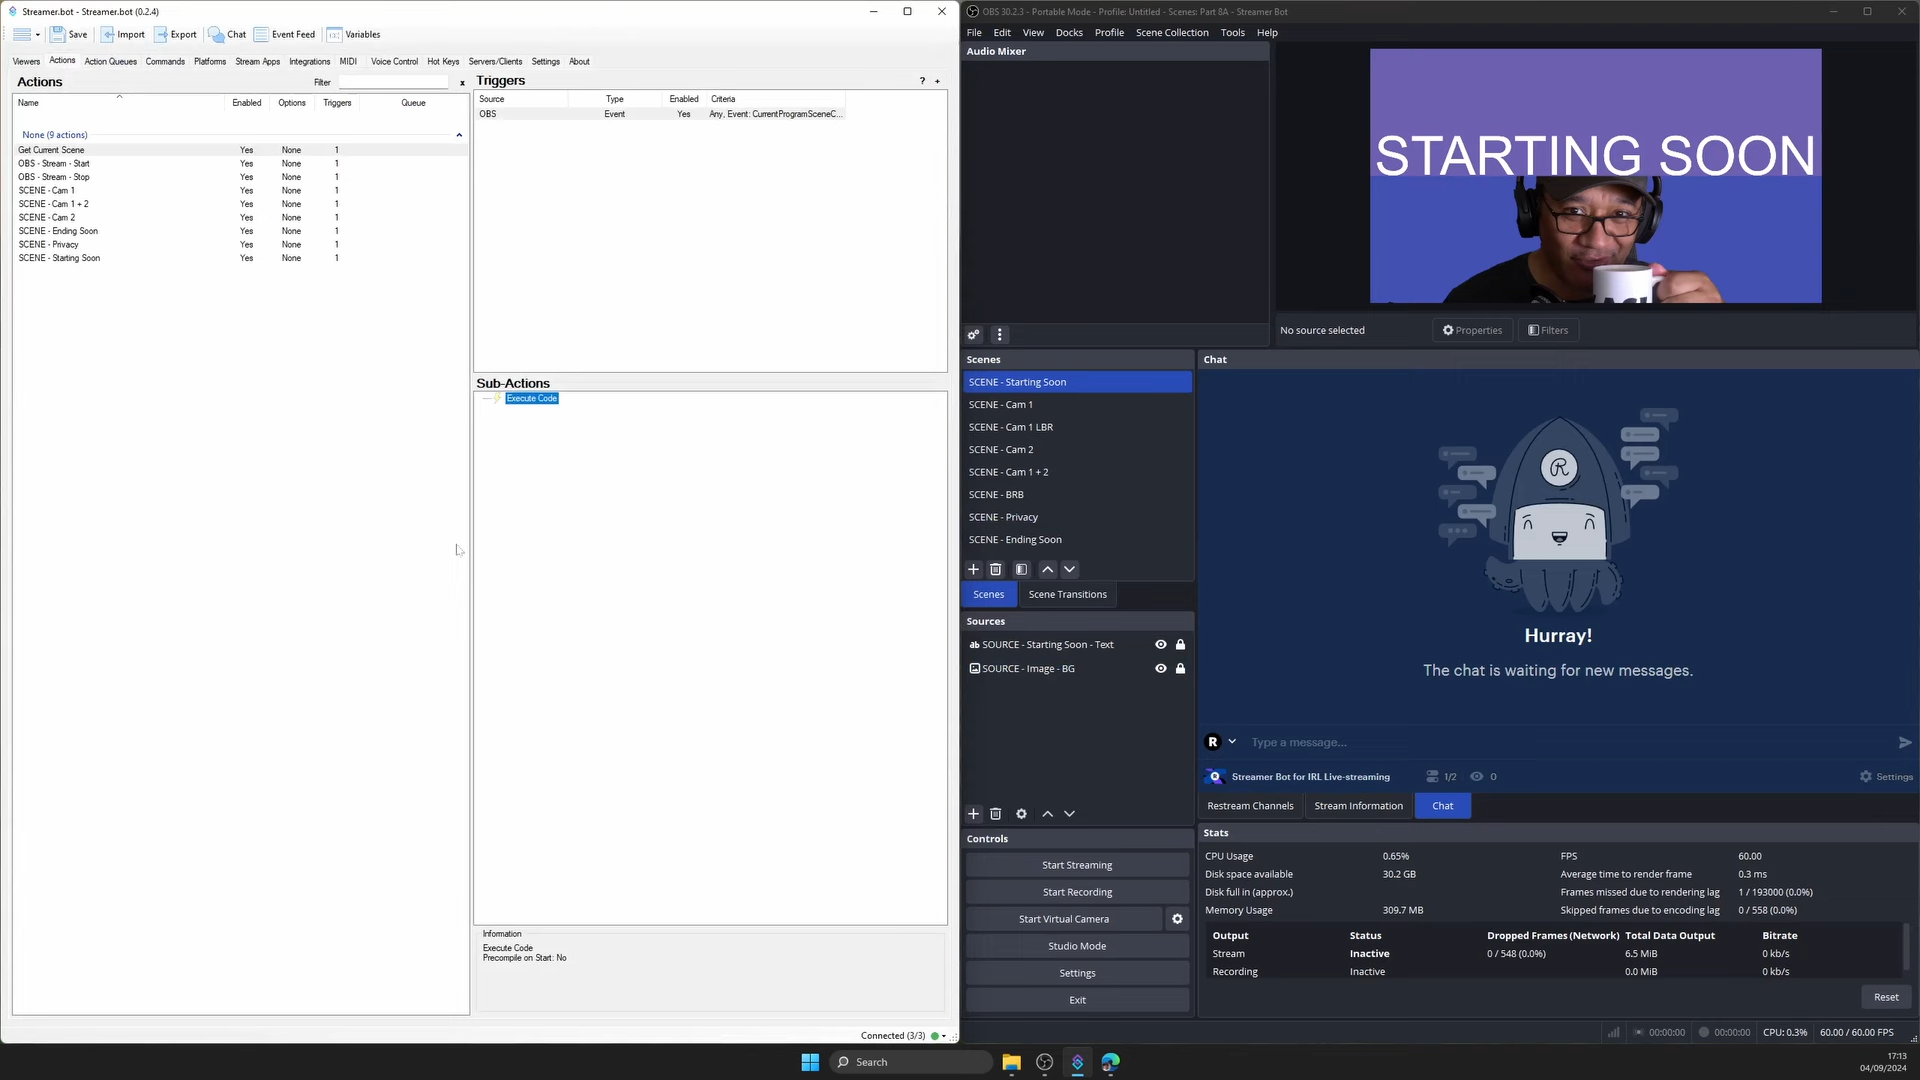 Streamer.bot - Streamer.bot (0.2.4)
Save Import Export Chat Event Feed Variables
Viewers Actions Action Queues Commands Platforms Stream Apps Integrations MIDI Voice Control Hot Keys Servers/Clients Settings About
Actions
Filter x
Name Enabled Options Triggers Queue
None (9 actions)
Get Current Scene Yes None 1
OBS - Stream - Start Yes None 1
OBS - Stream - Stop Yes None 1
SCENE - Cam 1 Yes None 1
SCENE - Cam 1 + 2 Yes None 1
SCENE - Cam 2 Yes None 1
SCENE - Ending Soon Yes None 1
SCENE - Privacy Yes None 1
SCENE - Starting Soon Yes None 1
Triggers ? +
Source Type Enabled Criteria
OBS Event Yes Any, Event: CurrentProgramSceneC...
Sub-Actions
Execute Code
Information
Execute Code
Precompile on Start: No
Connected (3/3)
OBS 30.2.3 - Portable Mode - Profile: Untitled - Scenes: Part 8A - Streamer Bot
File Edit View Docks Profile Scene Collection Tools Help
Audio Mixer
STARTING SOON
No source selected
Properties Filters
Scenes
SCENE - Starting Soon
SCENE - Cam 1
SCENE - Cam 1 LBR
SCENE - Cam 2
SCENE - Cam 1 + 2
SCENE - BRB
SCENE - Privacy
SCENE - Ending Soon
Scenes Scene Transitions
Sources
ab SOURCE - Starting Soon - Text
SOURCE - Image - BG
Controls
Start Streaming
Start Recording
Start Virtual Camera
Studio Mode
Settings
Exit
Chat
R
Hurray!
The chat is waiting for new messages.
R Type a message...
Streamer Bot for IRL Live-streaming 1/2 0 Settings
Restream Channels Stream Information Chat
Stats
CPU Usage 0.65% FPS 60.00
Disk space available 30.2 GB Average time to render frame 0.3 ms
Disk full in (approx.) Frames missed due to rendering lag 1 / 193000 (0.0%)
Memory Usage 309.7 MB Skipped frames due to encoding lag 0 / 558 (0.0%)
Output Status Dropped Frames (Network) Total Data Output Bitrate
Stream Inactive 0 / 548 (0.0%) 6.5 MiB 0 kb/s
Recording Inactive 0.0 MiB 0 kb/s
Reset
00:00:00 00:00:00 CPU: 0.3% 60.00 / 60.00 FPS
Search
17:13
04/09/2024